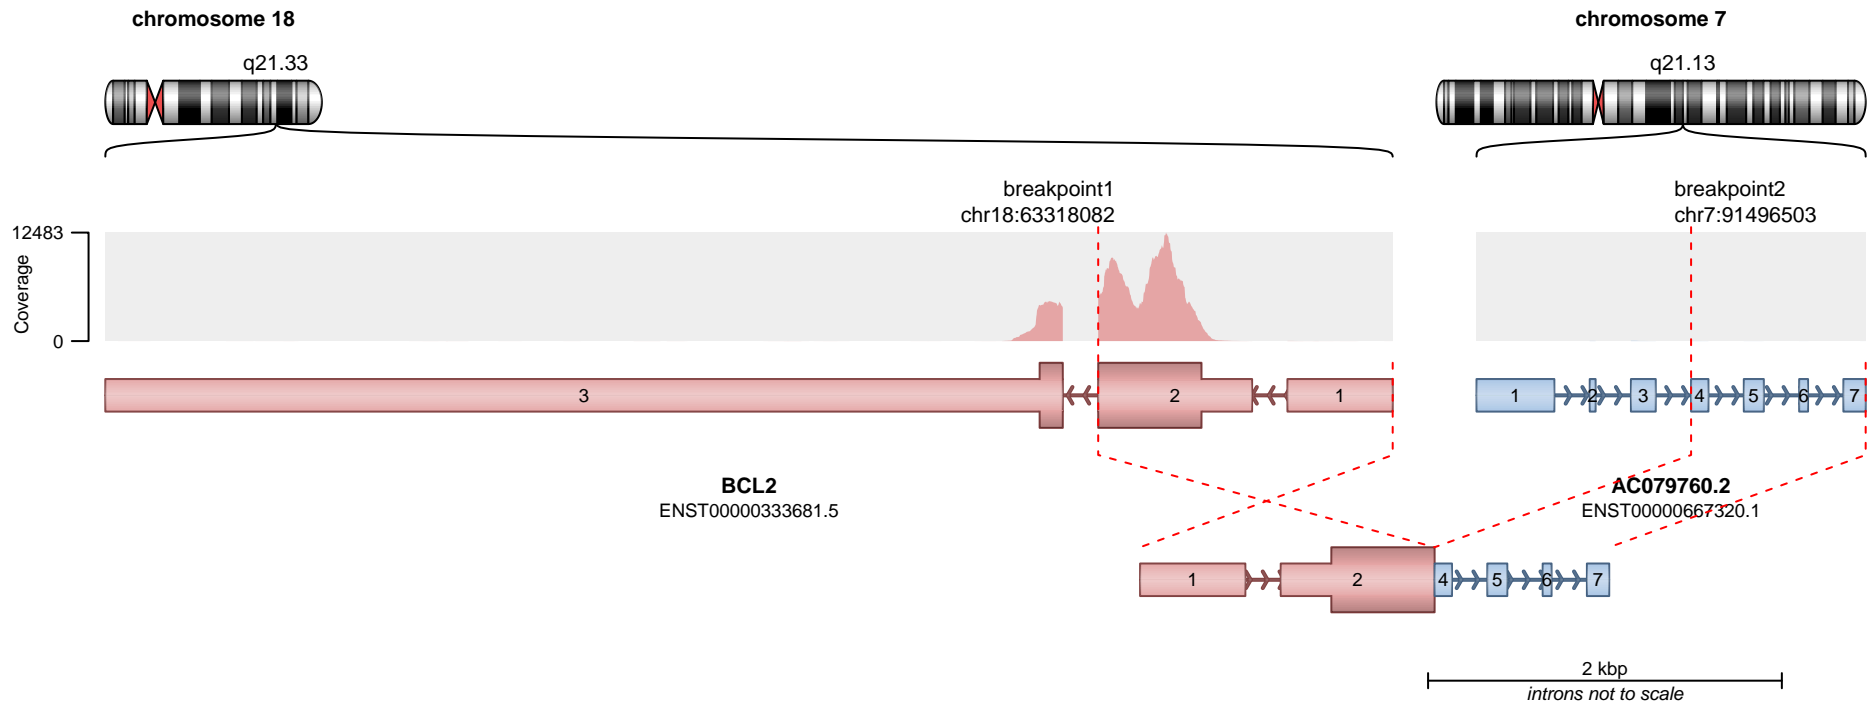 chromosome 18
chromosome 7
q21.33
q21.13
breakpoint1
chr18:63318082
breakpoint2
chr7:91496503
12483
Coverage
0
3
2
1
1
2
3
4
5
6
7
BCL2
ENST00000333681.5
AC079760.2
ENST00000667320.1
1
2
4
5
6
7
2 kbp
introns not to scale